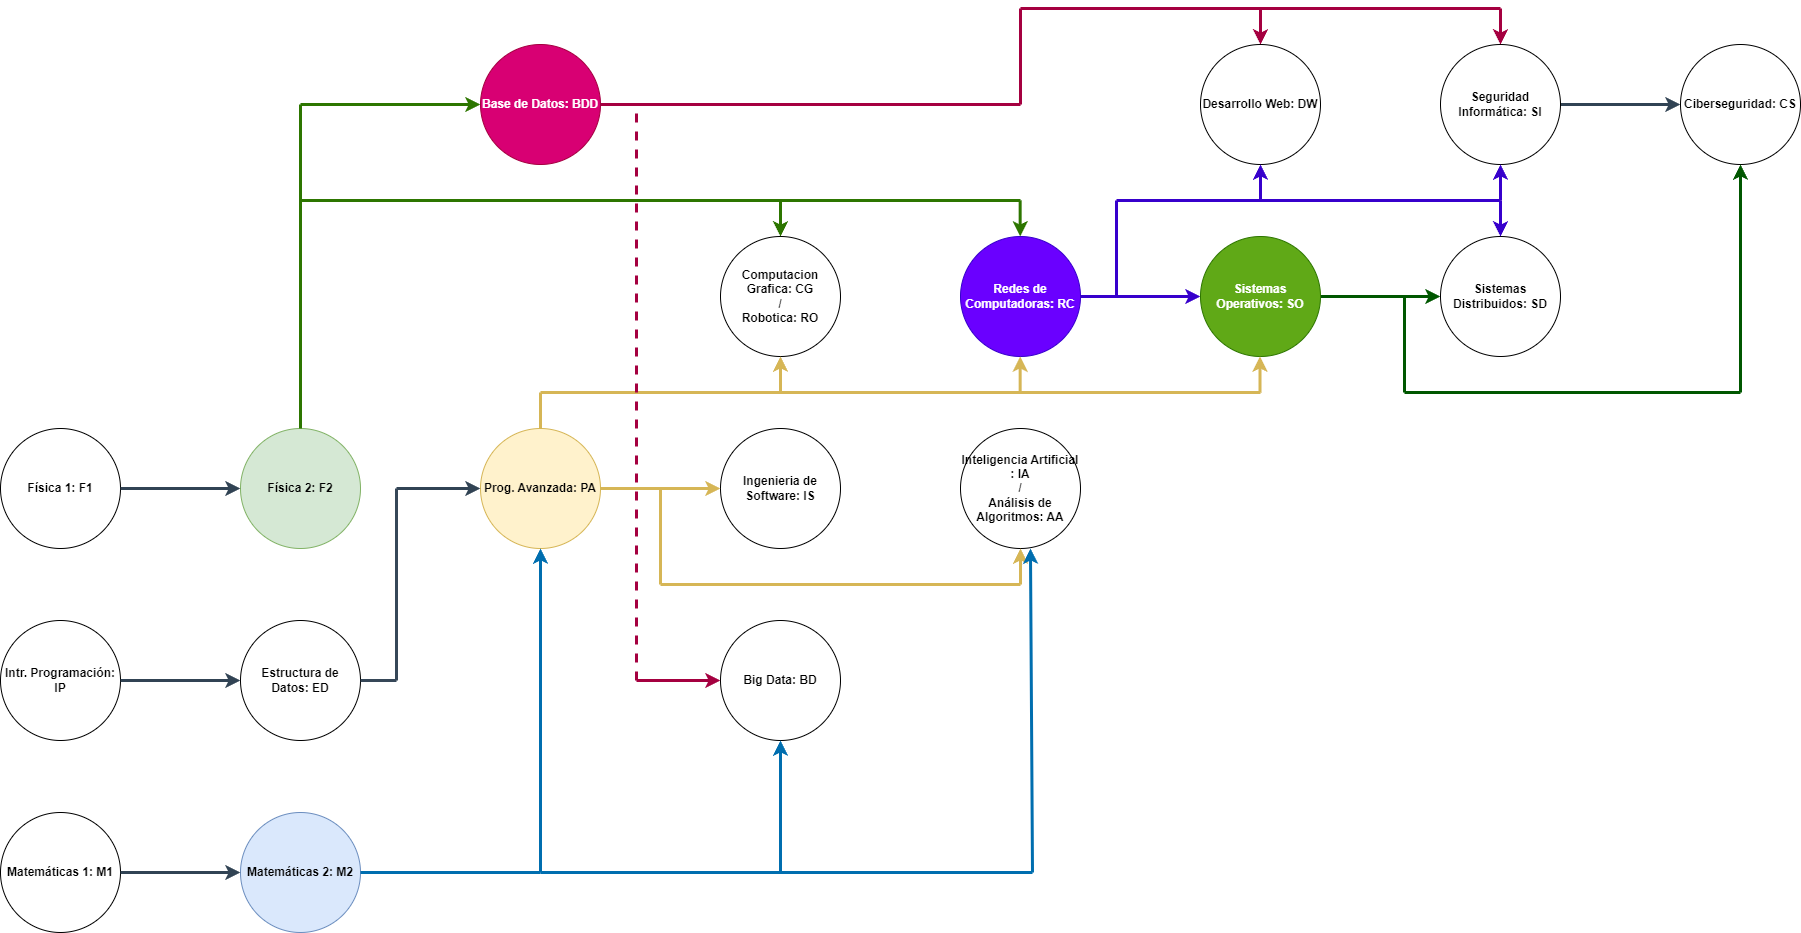 Base de Datos: BDD
Desarrollo Web: DW
Seguridad
Informática: SI
Ciberseguridad: CS
Computacion
Grafica: CG
/
Robotica: RO
Redes de
Computadoras: RC
Sistemas
Operativos: SO
Sistemas
Distribuidos: SD
Física 1: F1
Física 2: F2
Prog. Avanzada: PA
Ingenieria de
Software: IS
Inteligencia Artificial
: IA
/
Análisis de
Algoritmos: AA
Intr. Programación:
IP
Estructura de
Datos: ED
Big Data: BD
Matemáticas 1: M1
Matemáticas 2: M2